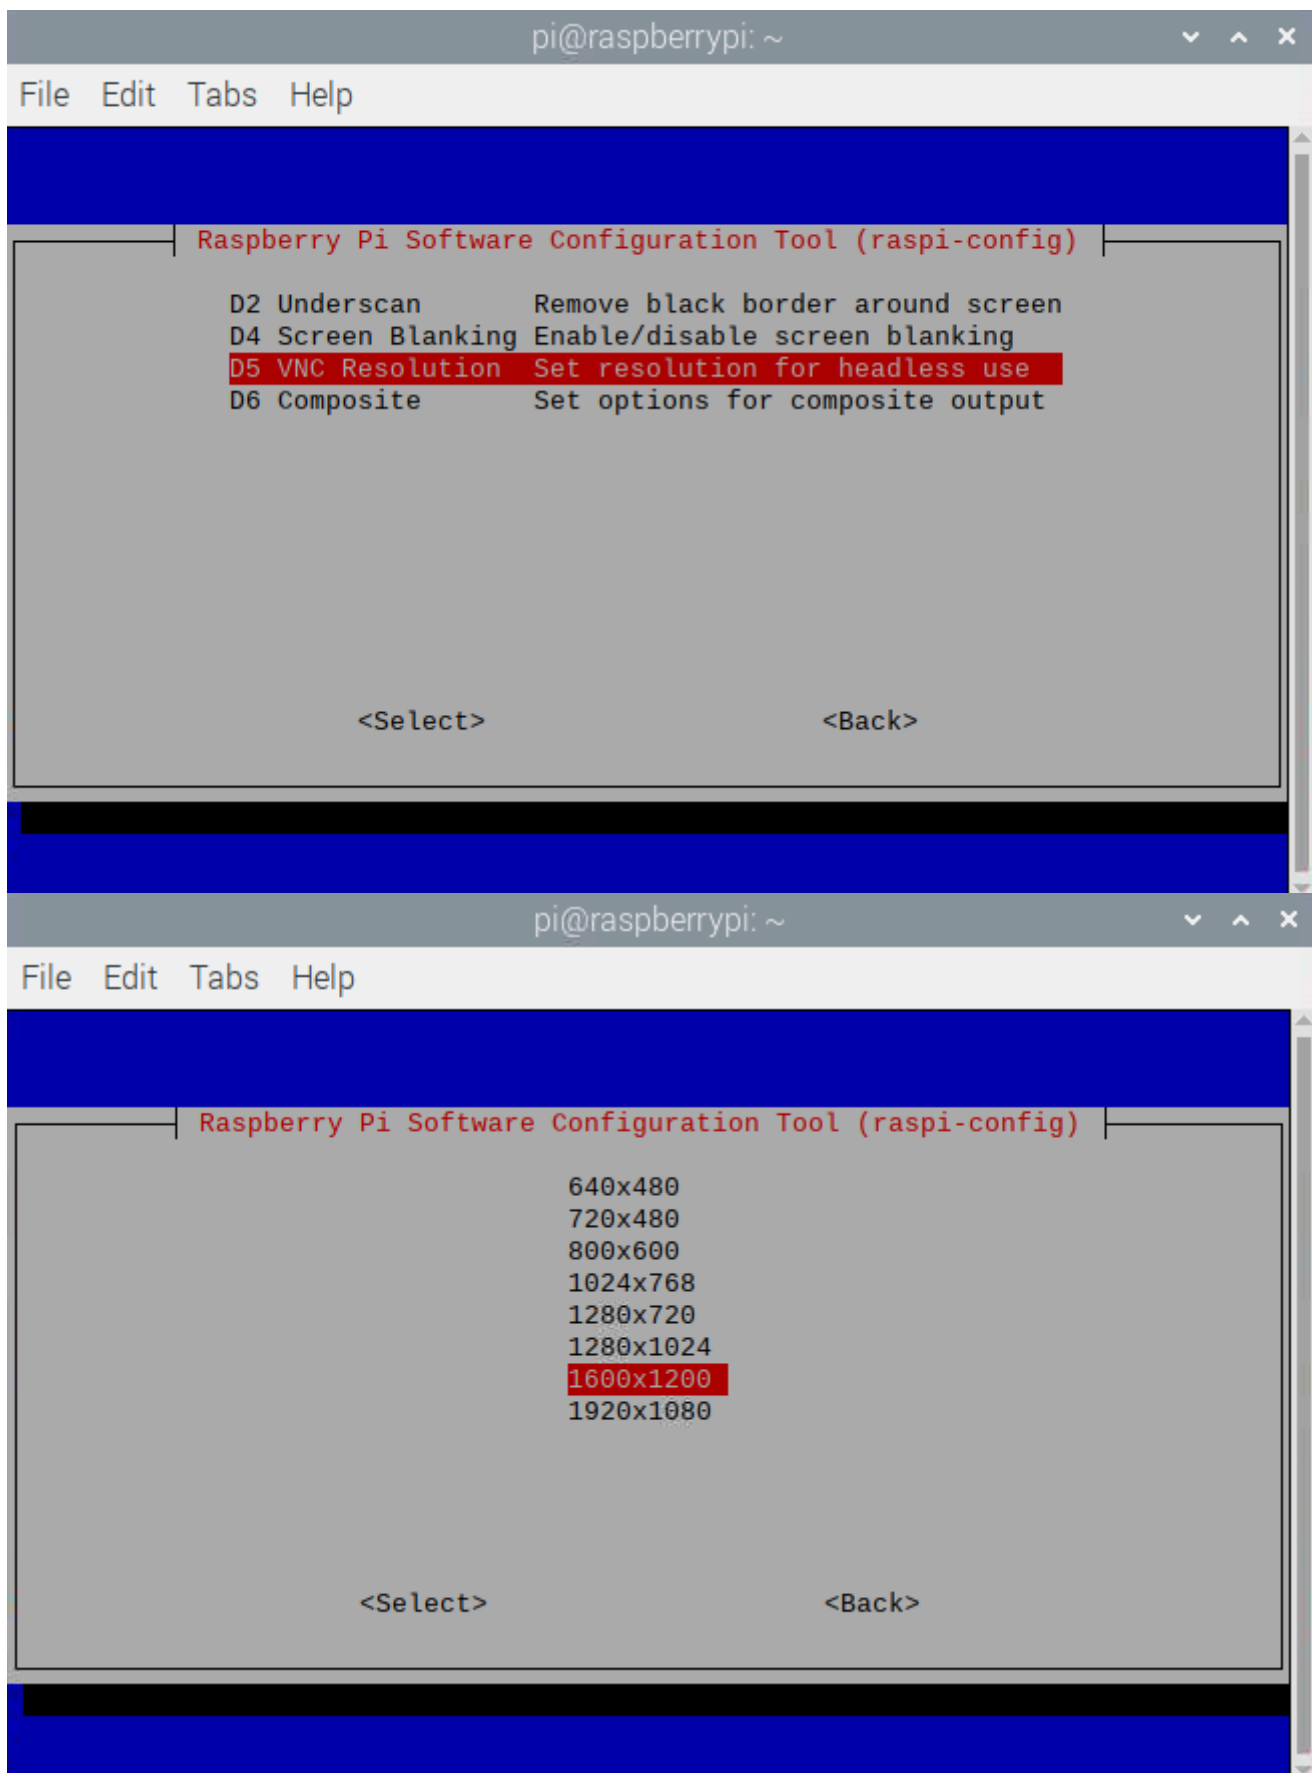 pi@raspberrypi: ~
File Edit Tabs Help
Raspberry Pi Software Configuration Tool (raspi-config)
D2 Underscan Remove black border around screen
D4 Screen Blanking Enable/disable screen blanking
D5 VNC Resolution Set resolution for headless use
D6 Composite Set options for composite output
<Select> <Back>
pi@raspberrypi: ~
File Edit Tabs Help
Raspberry Pi Software Configuration Tool (raspi-config)
640x480
720x480
800x600
1024x768
1280x720
1280x1024
1600x1200
1920x1080
<Select> <Back>